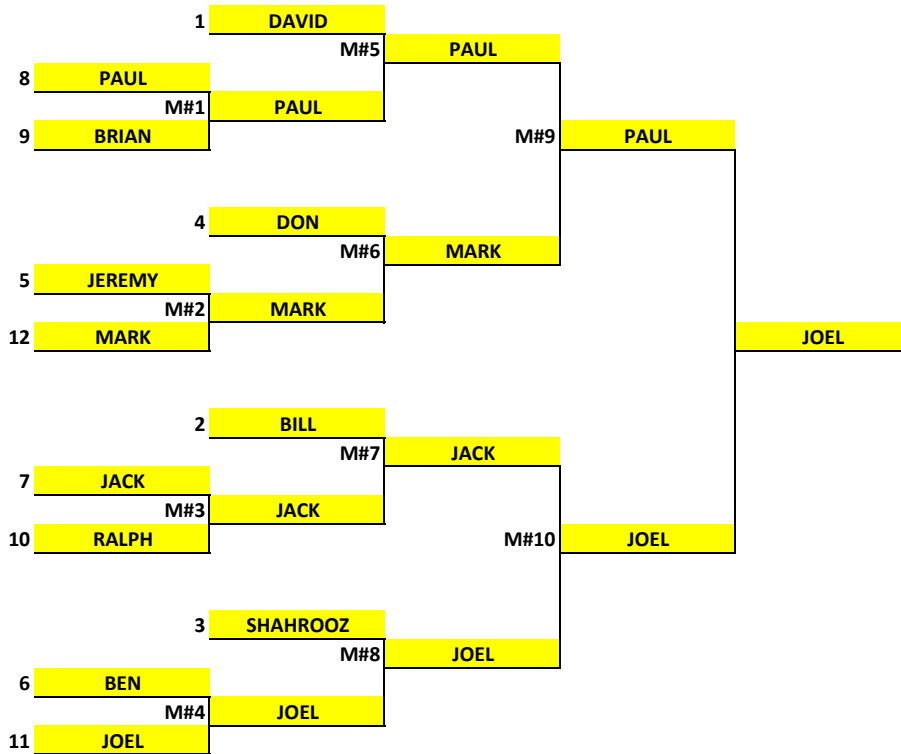 1 DAVID
M#5 PAUL
8 PAUL
M#1 PAUL
9 BRIAN
M#9 PAUL
4 DON
M#6 MARK
5 JEREMY
M#2 MARK
12 MARK
JOEL
2 BILL
M#7 JACK
7 JACK
M#3 JACK
10 RALPH
M#10 JOEL
3 SHAHROOZ
M#8 JOEL
6 BEN
M#4 JOEL
11 JOEL